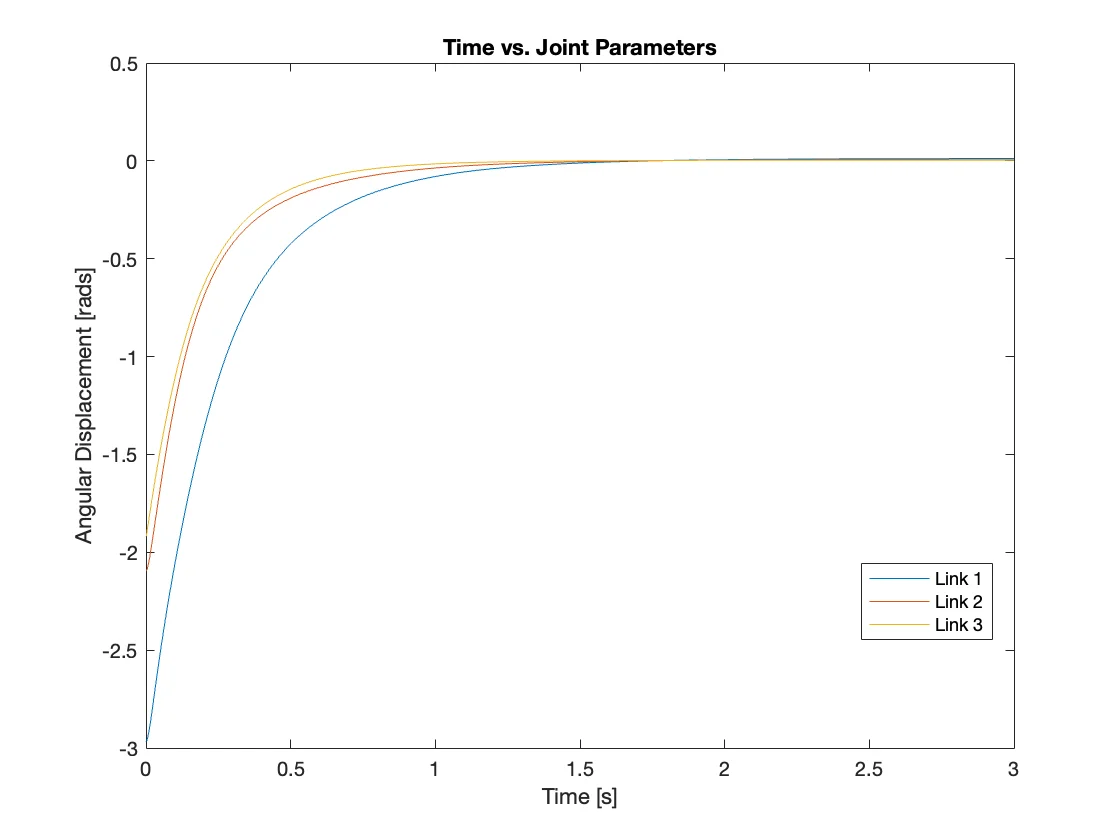 Time vs. Joint Parameters
0.5
0
-0.5
-1
-1.5
-2
-2.5
-3
Angular Displacement [rads]
Link 1
Link 2
Link 3
0 0.5 1 1.5 2 2.5 3
Time [s]